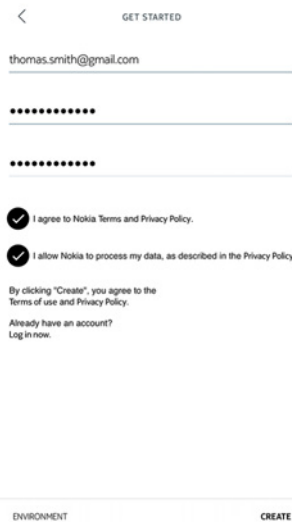 GET STARTED
thomas.smith@gmail.com
••••••••••••
••••••••••••
I agree to Nokia Terms and Privacy Policy.
I allow Nokia to process my data, as described in the Privacy Policy
By clicking "Create", you agree to the
Terms of use and Privacy Policy.
Already have an account?
Log in now.
ENVIRONMENT
CREATE